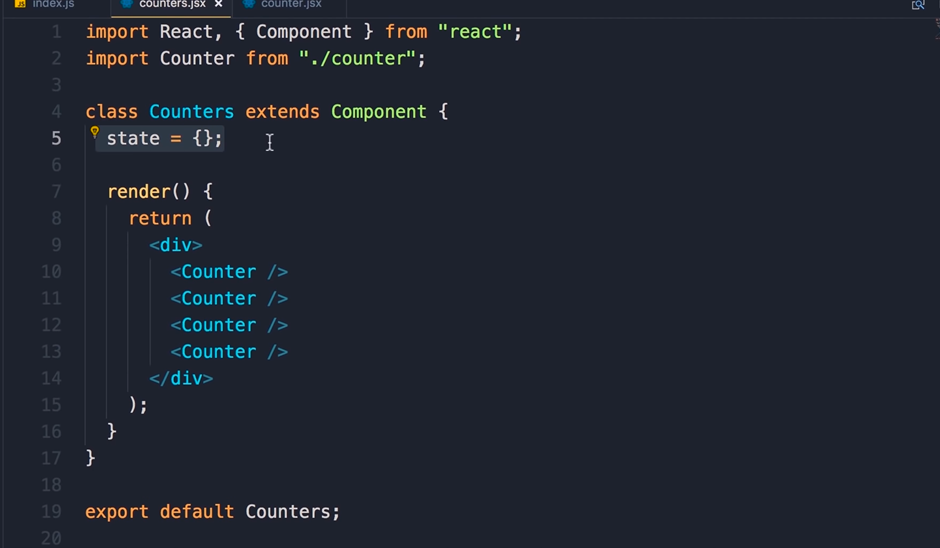 index.js counters.jsx × counter.jsx
1 import React, { Component } from "react";
2 import Counter from "./counter";
3
4 class Counters extends Component {
5 state = {};
6
7 render() {
8 return (
9 <div>
10 <Counter />
11 <Counter />
12 <Counter />
13 <Counter />
14 </div>
15 );
16 }
17 }
18
19 export default Counters;
20